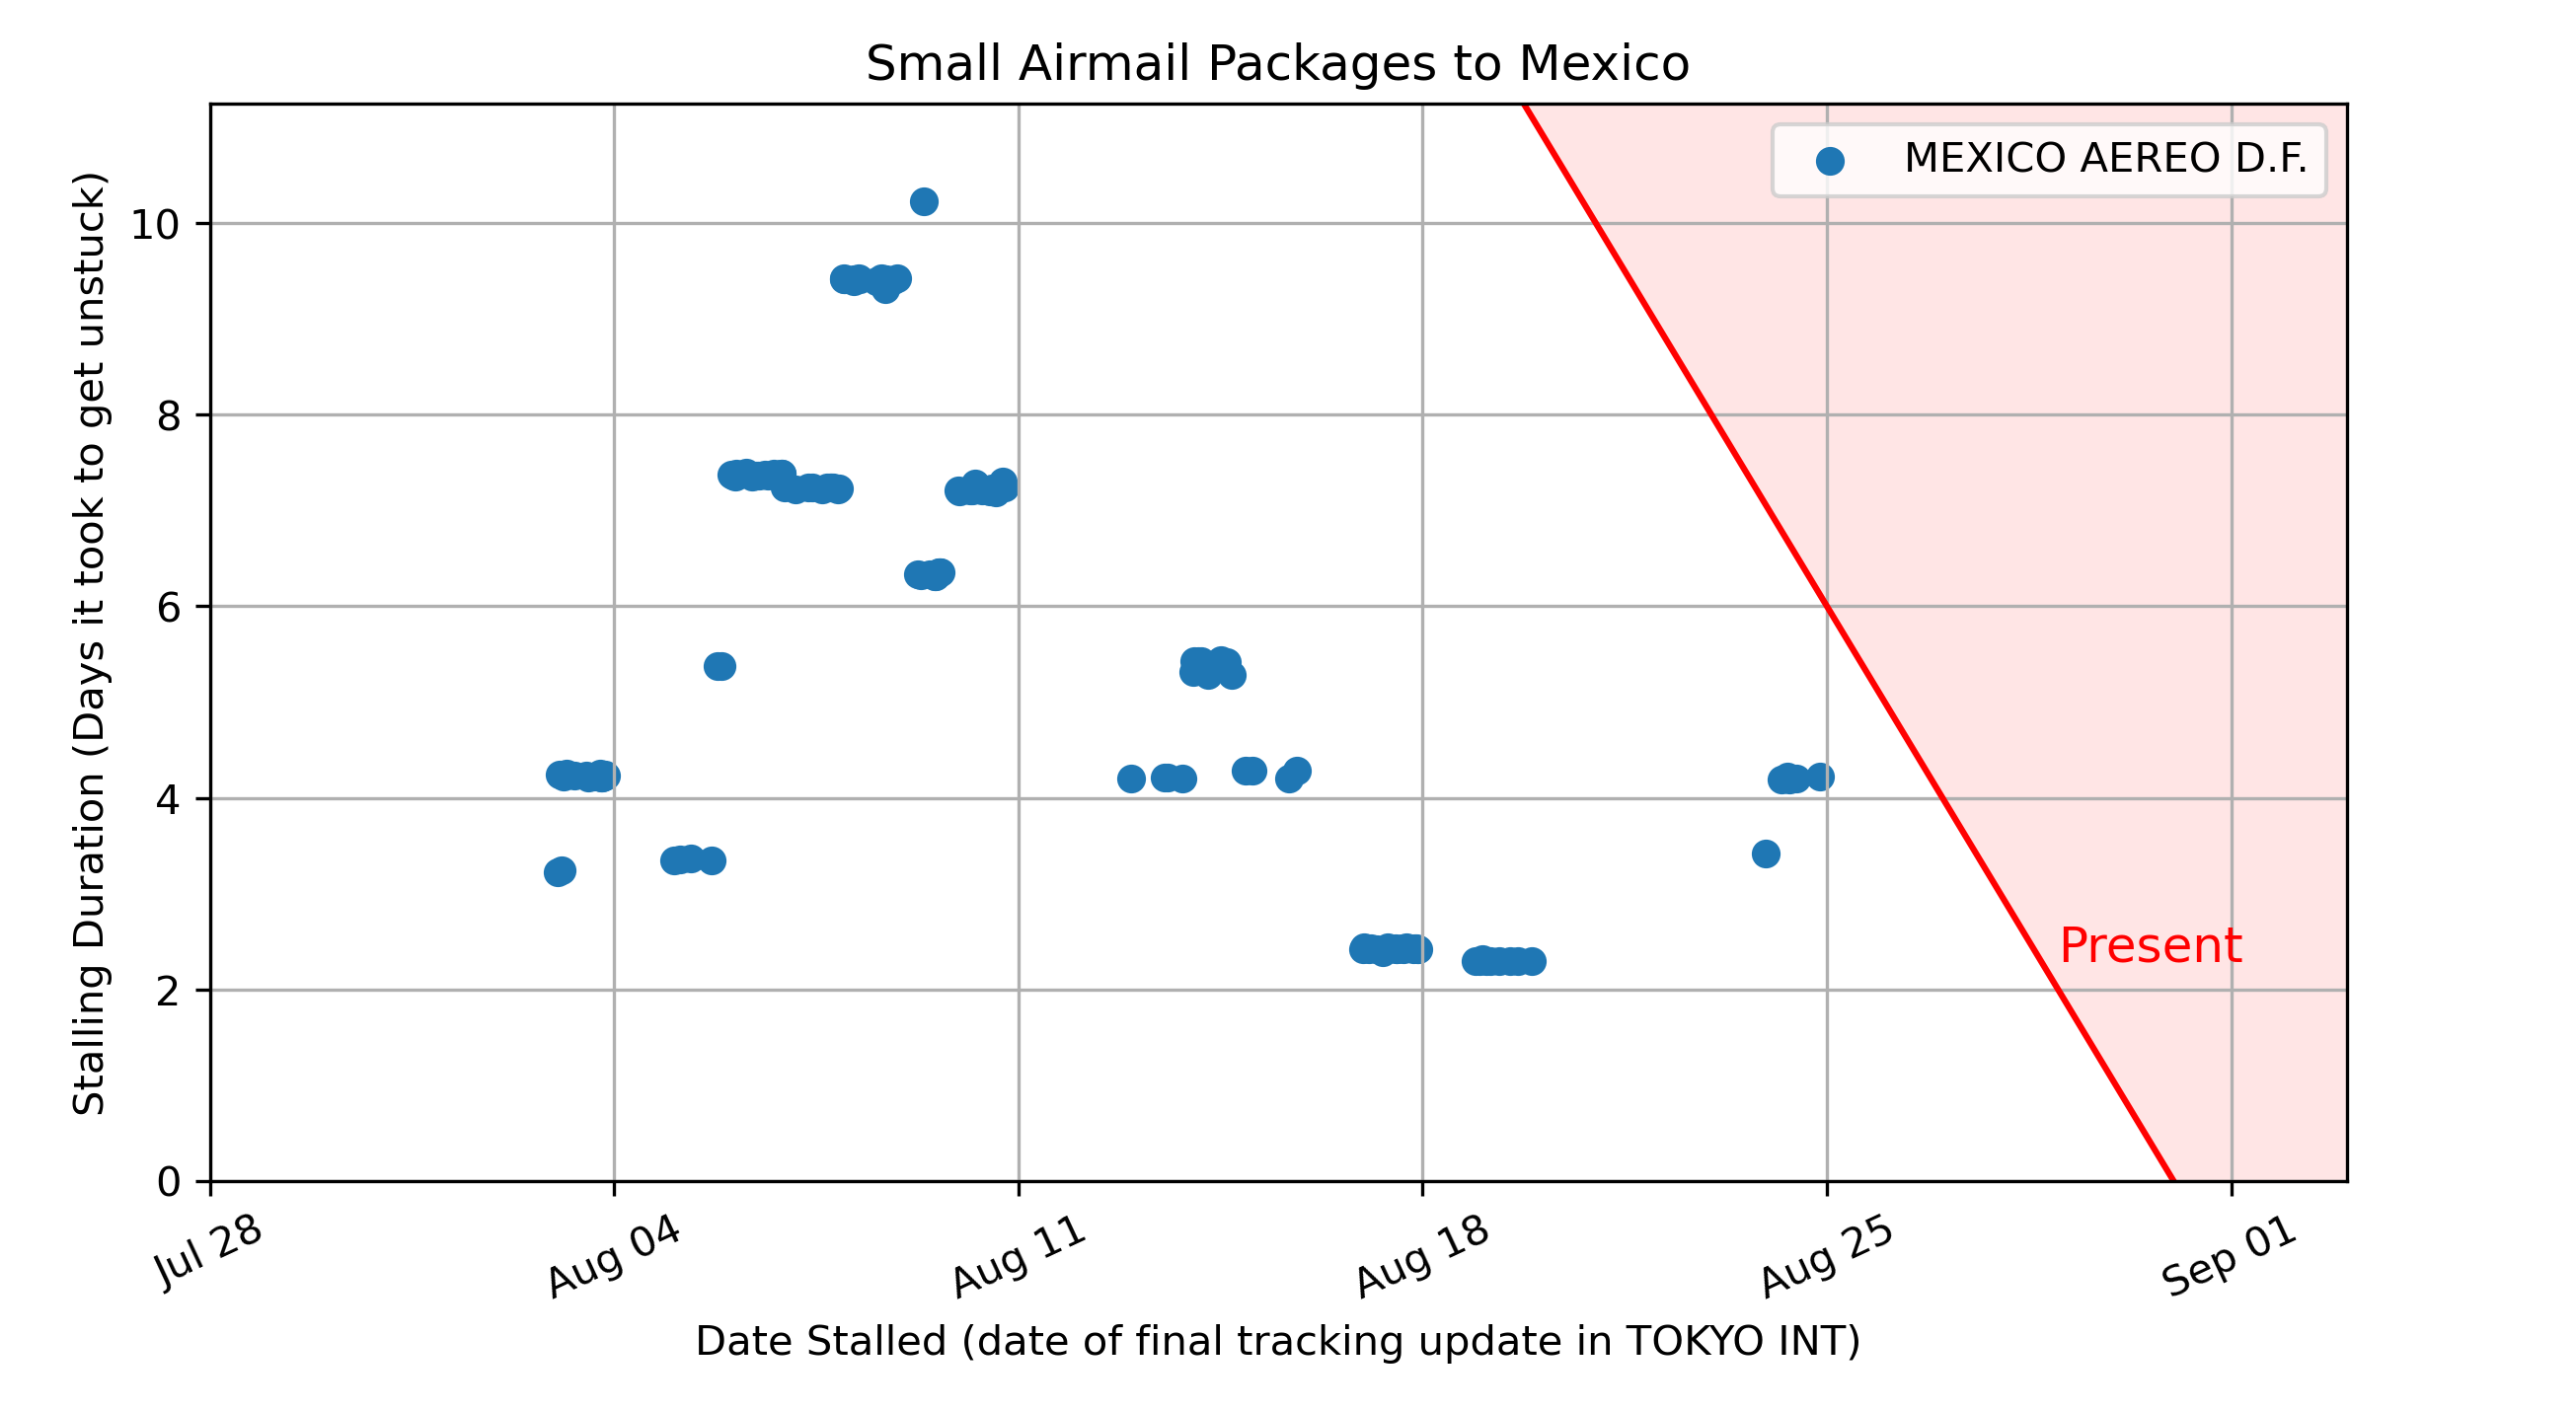 Small Airmail Packages to Mexico
MEXICO AEREO D.F.
Stalling Duration (Days it took to get unstuck)
10
8
6
4
2
0
Present
Jul 28
Aug 04
Aug 11
Aug 18
Aug 25
Sep 01
Date Stalled (date of final tracking update in TOKYO INT)